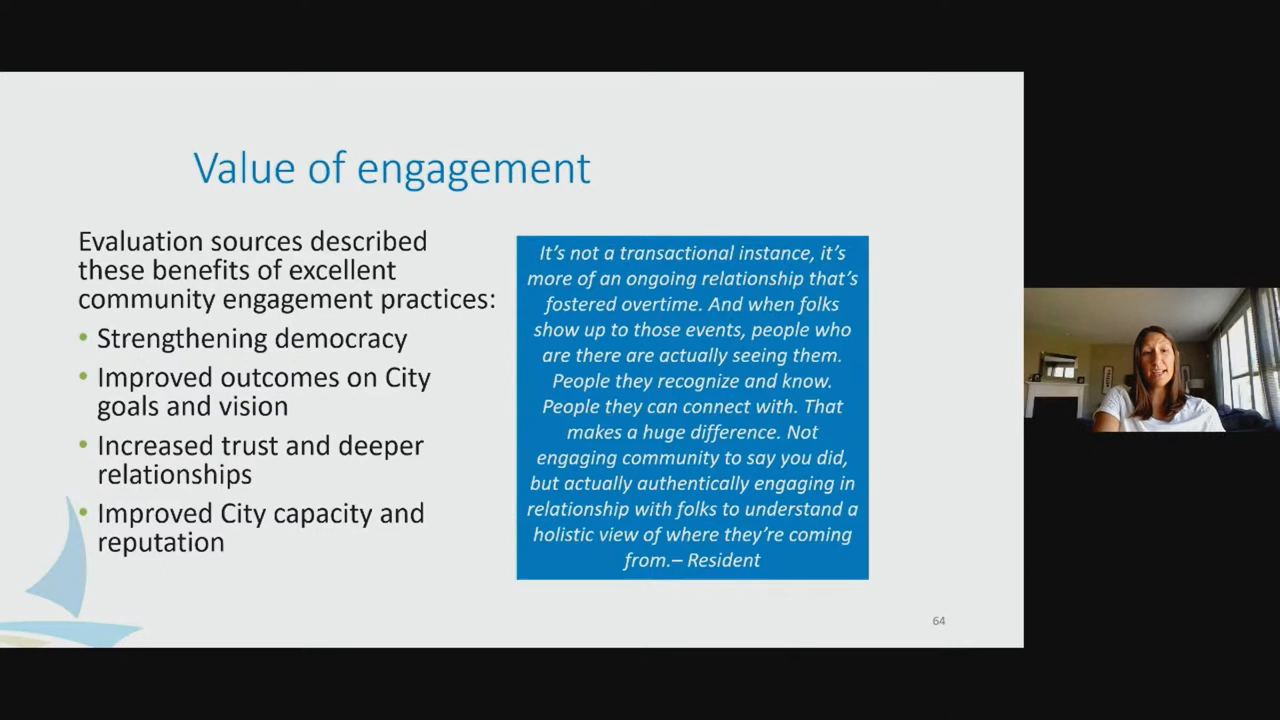 Value of engagement
Evaluation sources described
these benefits of excellent
community engagement practices:
• Strengthening democracy
• Improved outcomes on City
goals and vision
• Increased trust and deeper
relationships
• Improved City capacity and
reputation
It's not a transactional instance, it's
more of an ongoing relationship that's
fostered overtime. And when folks
show up to those events, people who
are there are actually seeing them.
People they recognize and know.
People they can connect with. That
makes a huge difference. Not
engaging community to say you did,
but actually authentically engaging in
relationship with folks to understand a
holistic view of where they're coming
from.– Resident
64